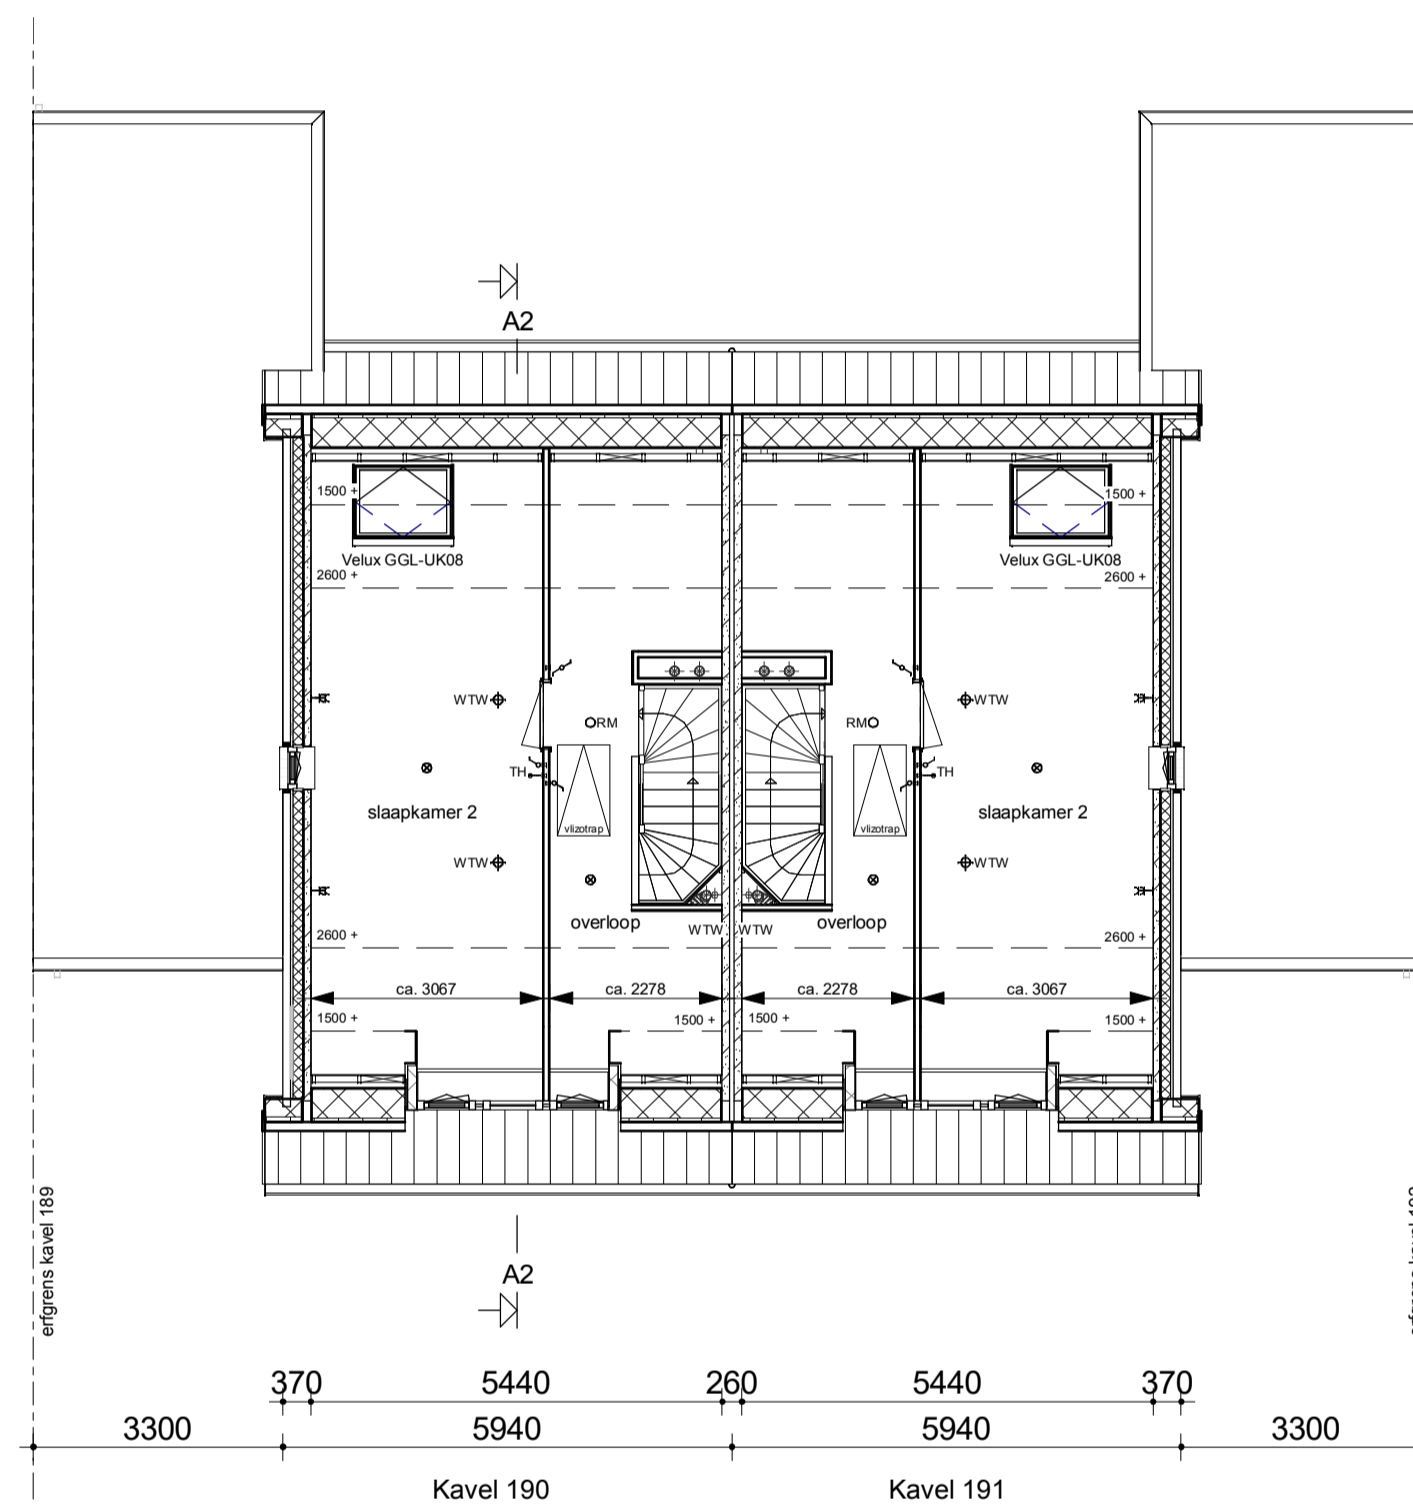 A2
1500 +
1500 +
Velux GGL-UK08
Velux GGL-UK08
2600 +
2600 +
WTW
RM
RM
WTW
TH
TH
slaapkamer 2
slaapkamer 2
vlizotrap
vlizotrap
WTW
WTW
overloop
WTW
WTW
overloop
2600 +
2600 +
ca. 3067
ca. 2278
ca. 2278
ca. 3067
1500 +
1500 +
1500 +
1500 +
erfgrens kavel 189
A2
370
5440
260
5440
370
3300
5940
5940
3300
Kavel 190
Kavel 191